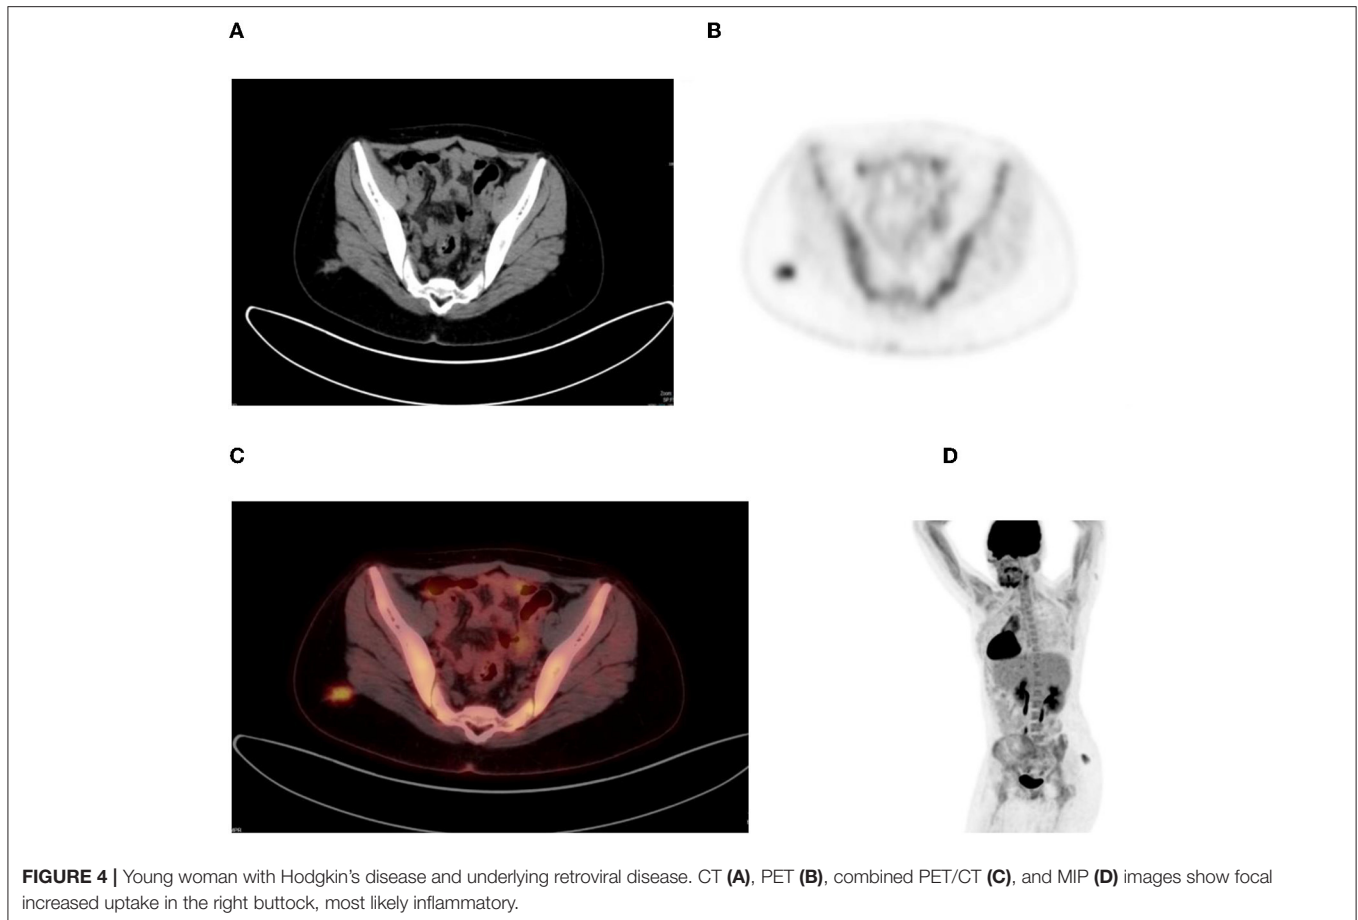 A
B
Zoom
C
D
FIGURE 4 | Young woman with Hodgkin's disease and underlying retroviral disease. CT (A), PET (B), combined PET/CT (C), and MIP (D) images show focal
increased uptake in the right buttock, most likely inflammatory.